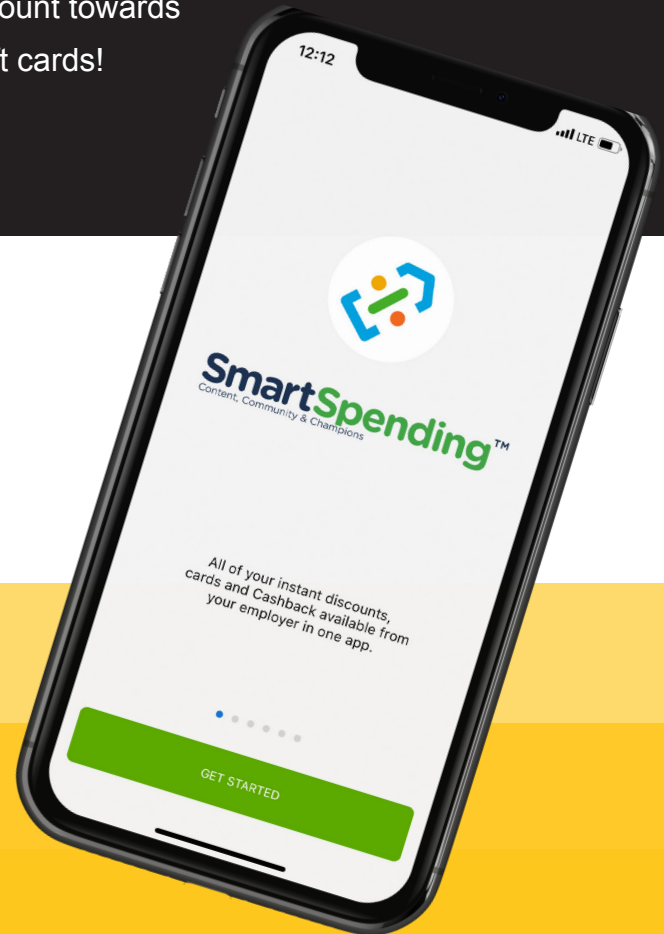 ount towards
t cards!
12:12
LTE
SmartSpending™
Content, Community & Champions
All of your instant discounts,
cards and Cashback available from
your employer in one app.
GET STARTED